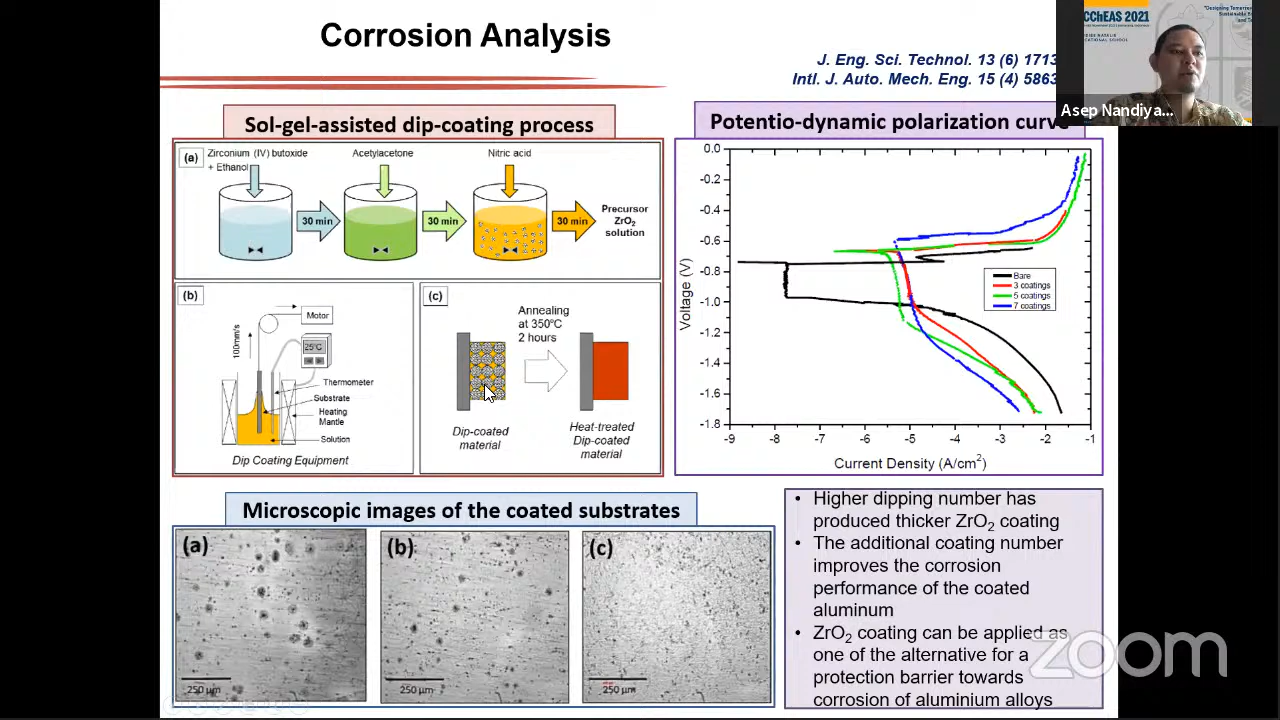 Corrosion Analysis
J. Eng. Sci. Technol. 13 (6) 1713
Intl. J. Auto. Mech. Eng. 15 (4) 5863
CChEAS 2021
Asep Nandiya...
Sol-gel-assisted dip-coating process
(a)
Zirconium (IV) butoxide
+ Ethanol
Acetylacetone
Nitric acid
30 min
30 min
30 min
Precursor
ZrO2
solution
(b)
Motor
100mm/s
25°C
Thermometer
Substrate
Heating
Mantle
Solution
Dip Coating Equipment
(c)
Annealing
at 350°C
2 hours
Dip-coated
material
Heat-treated
Dip-coated
material
Potentio-dynamic polarization curve
0.0
-0.2
-0.4
-0.6
-0.8
-1.0
-1.2
-1.4
-1.6
-1.8
Voltage (V)
Bare
3 coatings
5 coatings
7 coatings
-9 -8 -7 -6 -5 -4 -3 -2 -1
Current Density (A/cm2)
Microscopic images of the coated substrates
(a)
250 µm
(b)
250 µm
(c)
250 µm
• Higher dipping number has
produced thicker ZrO2 coating
• The additional coating number
improves the corrosion
performance of the coated
aluminum
• ZrO2 coating can be applied as
one of the alternative for a
protection barrier towards
corrosion of aluminium alloys
zoom